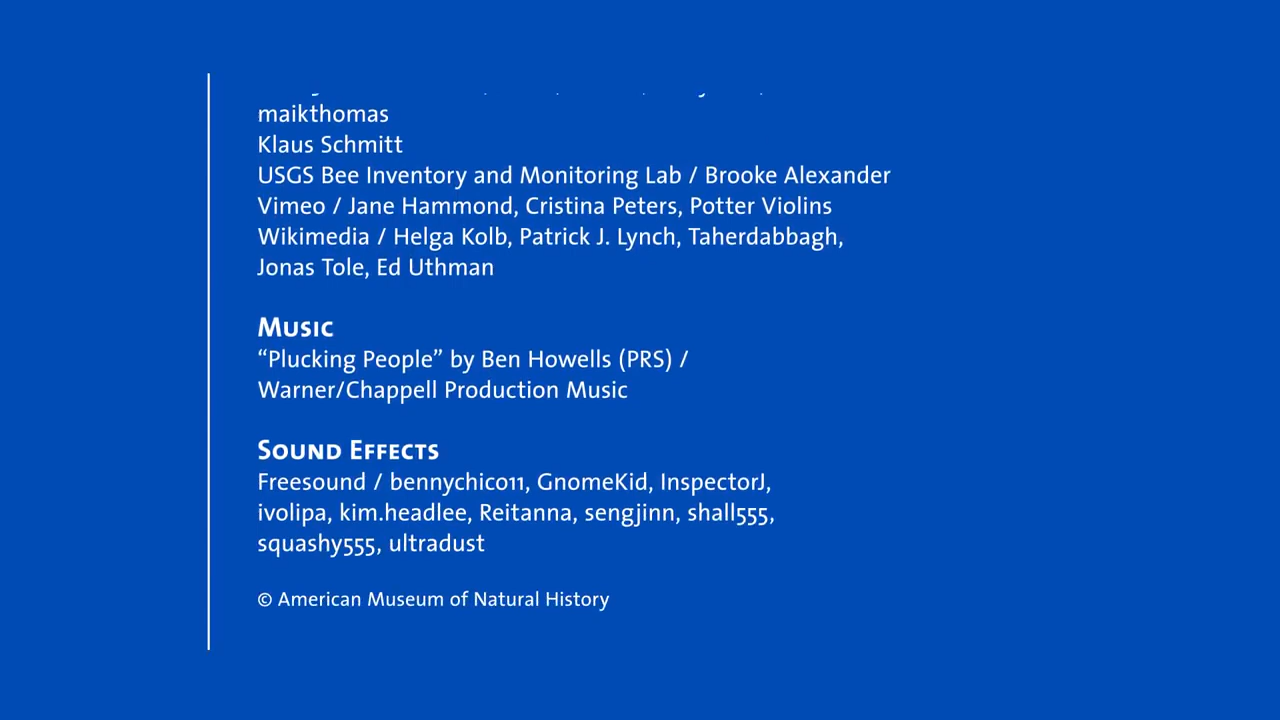 maikthomas
Klaus Schmitt
USGS Bee Inventory and Monitoring Lab / Brooke Alexander
Vimeo / Jane Hammond, Cristina Peters, Potter Violins
Wikimedia / Helga Kolb, Patrick J. Lynch, Taherdabbagh,
Jonas Tole, Ed Uthman
Music
“Plucking People” by Ben Howells (PRS) /
Warner/Chappell Production Music
Sound Effects
Freesound / bennychico11, GnomeKid, InspectorJ,
ivolipa, kim.headlee, Reitanna, sengjinn, shall555,
squashy555, ultradust
© American Museum of Natural History